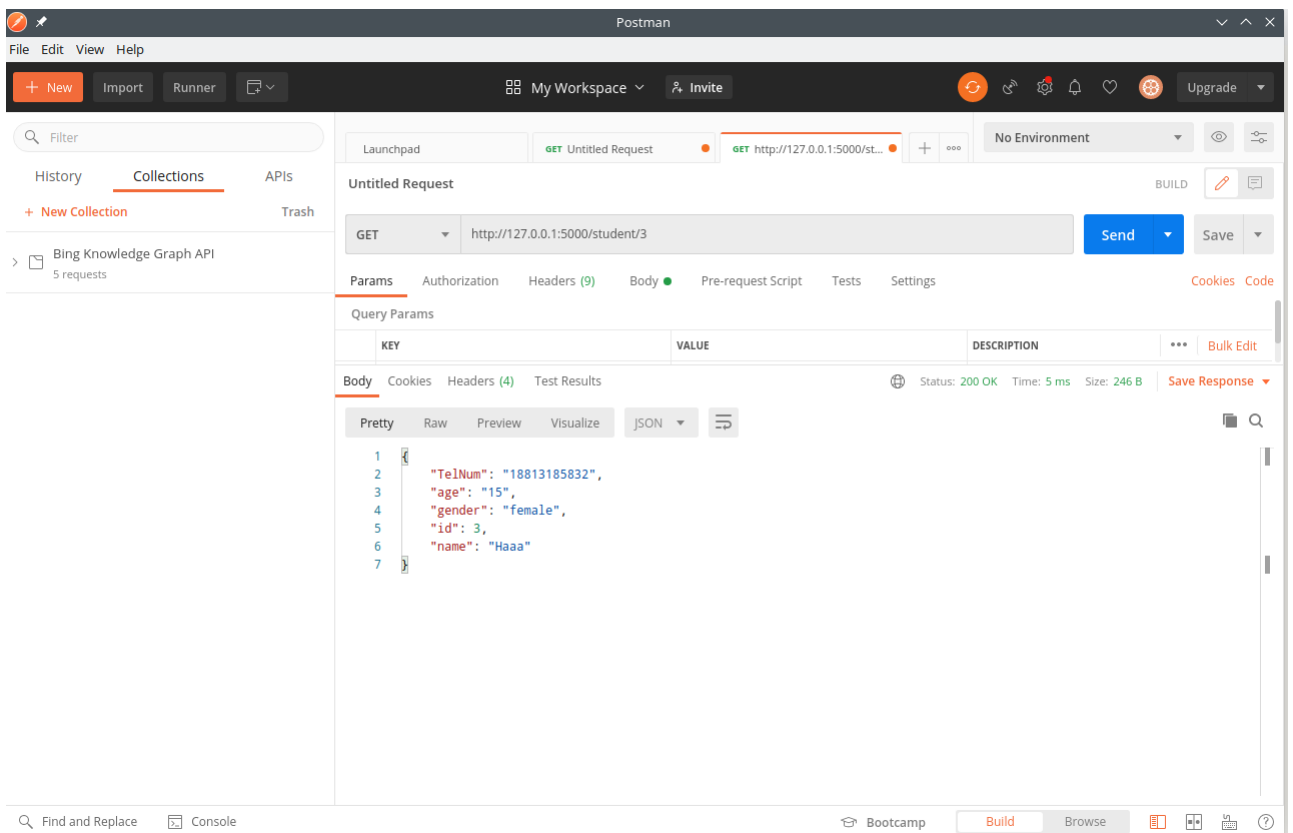 Postman
File Edit View Help
+ New Import Runner My Workspace Invite Upgrade
Filter
Launchpad GET Untitled Request GET http://127.0.0.1:5000/st... + No Environment
History Collections APIs
Untitled Request BUILD
+ New Collection Trash
GET http://127.0.0.1:5000/student/3 Send Save
Bing Knowledge Graph API
5 requests
Params Authorization Headers (9) Body Pre-request Script Tests Settings Cookies Code
Query Params
KEY VALUE DESCRIPTION ••• Bulk Edit
Body Cookies Headers (4) Test Results Status: 200 OK Time: 5 ms Size: 246 B Save Response
Pretty Raw Preview Visualize JSON
1 {
2 "TelNum": "18813185832",
3 "age": "15",
4 "gender": "female",
5 "id": 3,
6 "name": "Haaa"
7 }
Find and Replace Console Bootcamp Build Browse